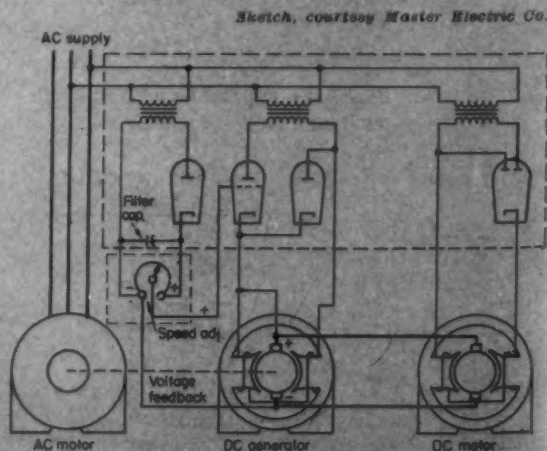 Sketch, courtesy Master Electric Co.
AC supply
Filter
cap.
- +
+
Speed adj.
+
Voltage
feedback
-
AC motor
DC generator
DC motor